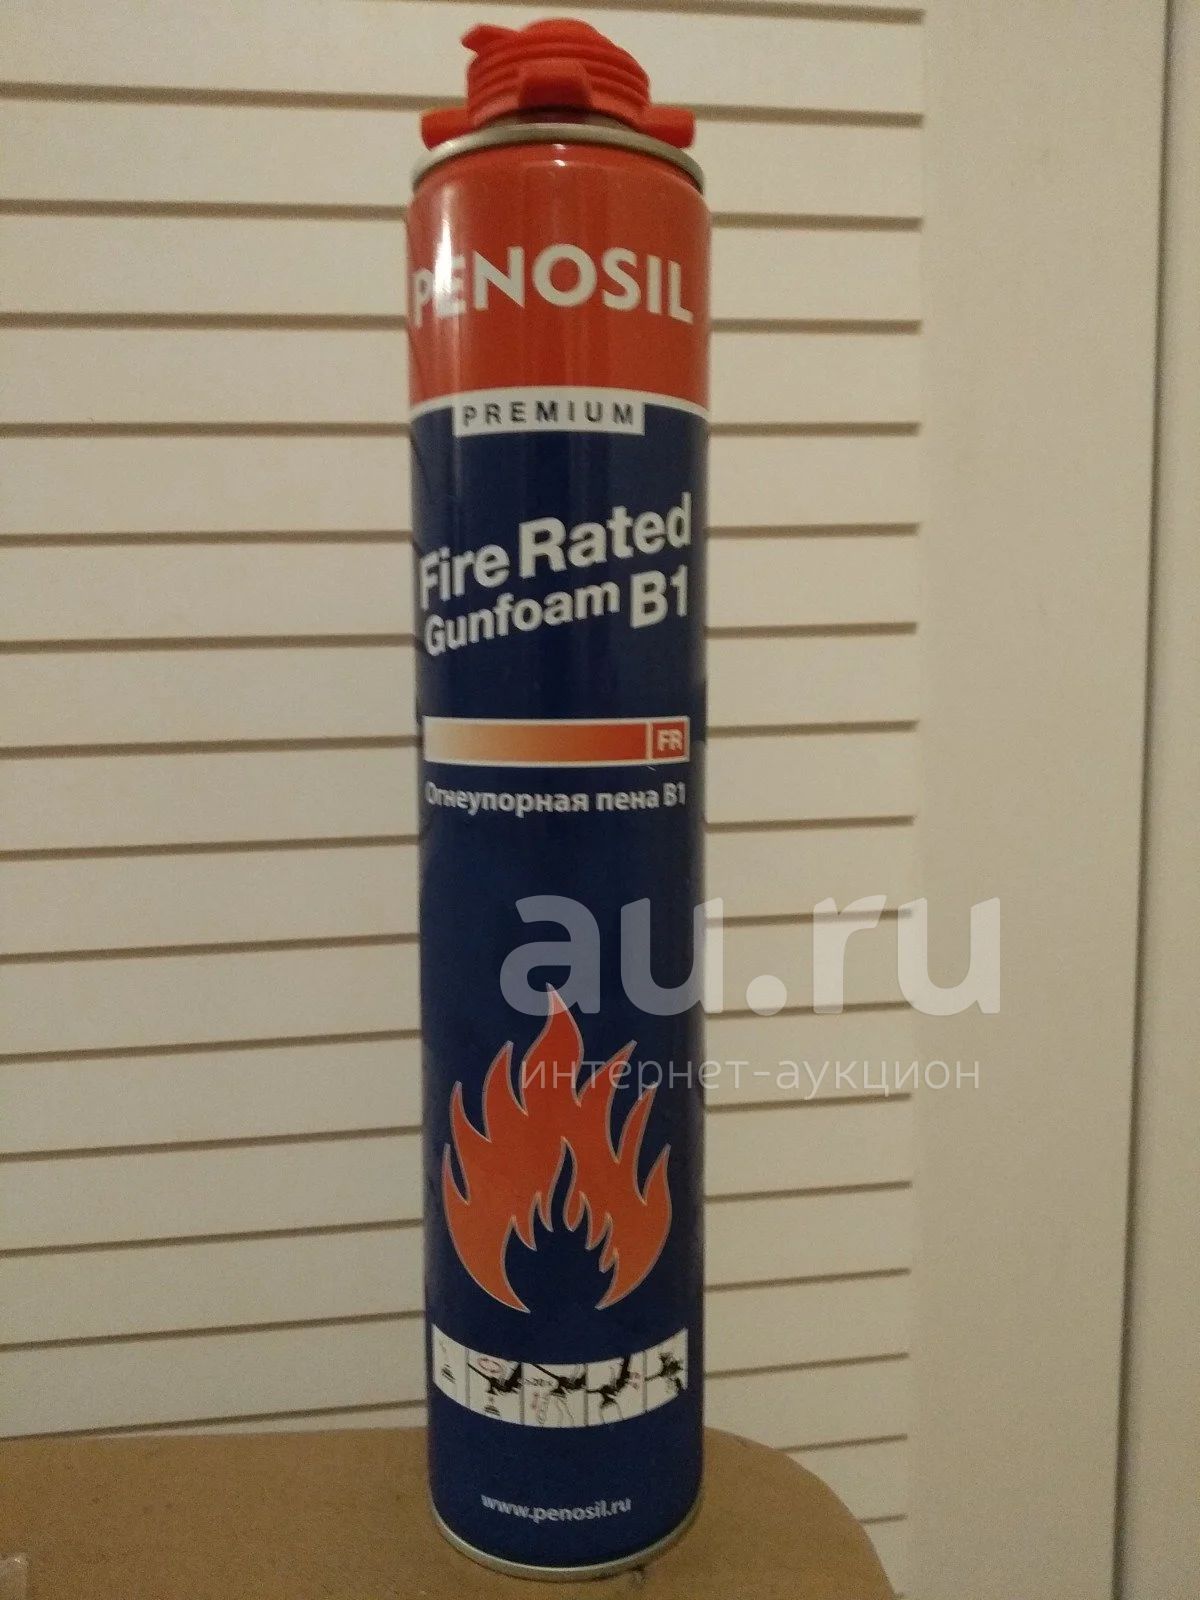 PENOSIL
PREMIUM
Fire Rated
Gunfoam B1
FR
Огнеупорная пена B1
au.ru
интернет-аукцион
www.penosil.ru